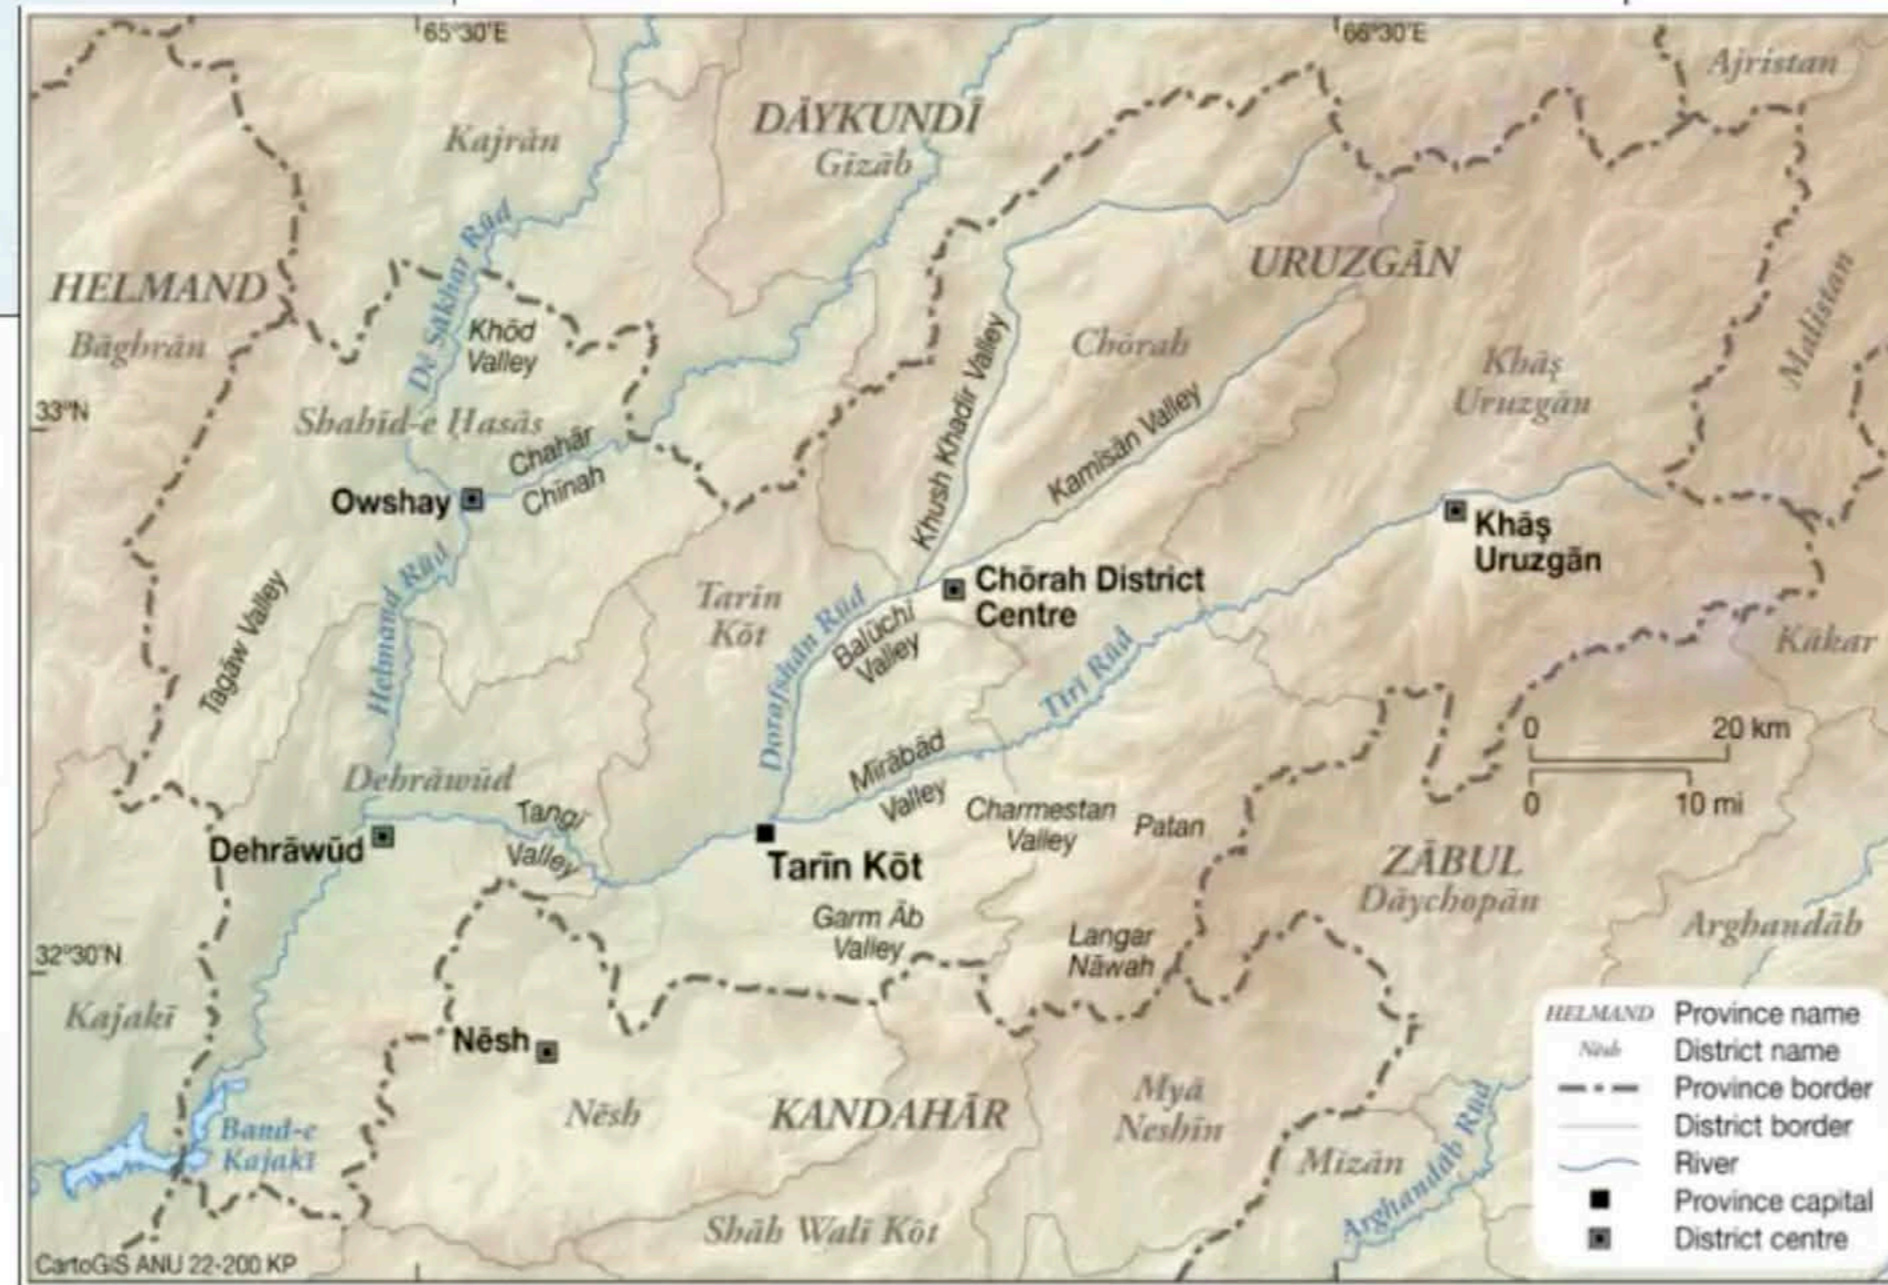 65°30'E
66°30'E
Ajristan
DĀYKUNDĪ
Gīzāb
Kajrān
Dē Sakhar Rūd
URUZGĀN
HELMAND
Bāghrān
Khōd
Valley
Khush Khadir Valley
Chōrah
Khāş
Uruzgān
Malistan
33°N
Shahīd-e Ḥasās
Chahār
Chīnah
Kamisān Valley
Owshay
Khāş
Uruzgān
Helmand Rūd
Tagāw Valley
Tarīn
Kōt
Chōrah District
Centre
Dorafshān Rūd
Balūchī
Valley
Tīrī Rūd
Kākar
0 20 km
0 10 mi
Mīrābād
Valley
Dehrāwūd
Tangī
Valley
Dehrāwūd
Charmestan
Valley
Patan
Tarīn Kōt
ZĀBUL
Dāychopān
Garm Āb
Valley
Langar
Nāwah
Arghandāb
32°30'N
Kajakī
Nēsh
Band-e
Kajakī
Nēsh
KANDAHĀR
Myā
Neshīn
Mīzān
Arghandāb Rūd
Shāh Walī Kōt
HELMAND Province name
Nēsh District name
Province border
District border
River
Province capital
District centre
CartoGIS ANU 22-200 KP